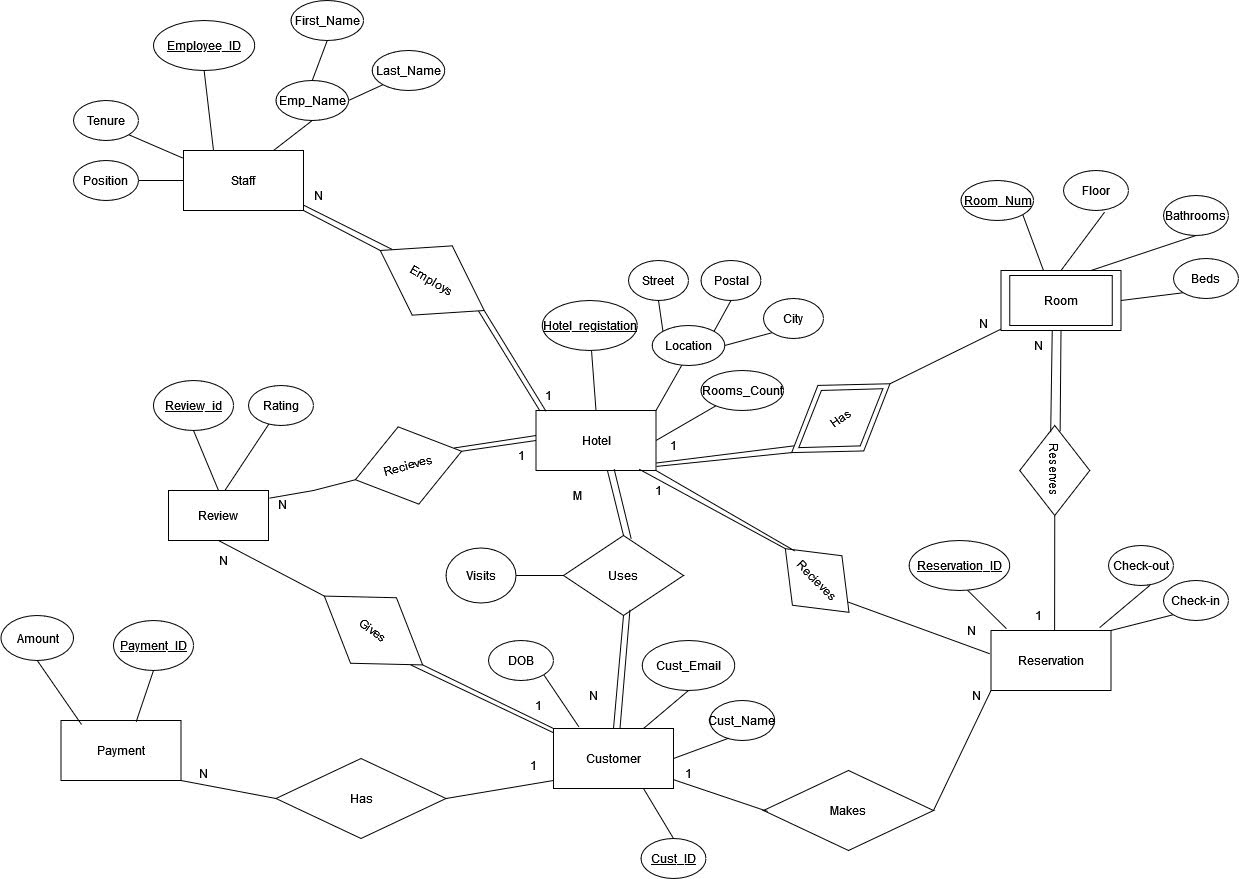 First_Name
Employee_ID
Last_Name
Emp_Name
Tenure
Position
Staff
N
Room_Num
Floor
Bathrooms
Beds
Room
Employs
Street
Postal
City
Hotel_registation
Location
N
N
Rooms_Count
1
Review_id
Rating
Has
Hotel
1
1
Recieves
Reserves
M
1
N
Review
N
Visits
Uses
Recieves
Reservation_ID
Check-out
Check-in
1
Gives
N
Amount
Payment_ID
DOB
Cust_Email
Reservation
N
N
1
Cust_Name
Payment
Customer
N
1
1
Has
Makes
Cust_ID